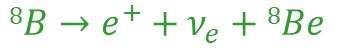 ⁸B → e⁺ + νₑ + ⁸Be